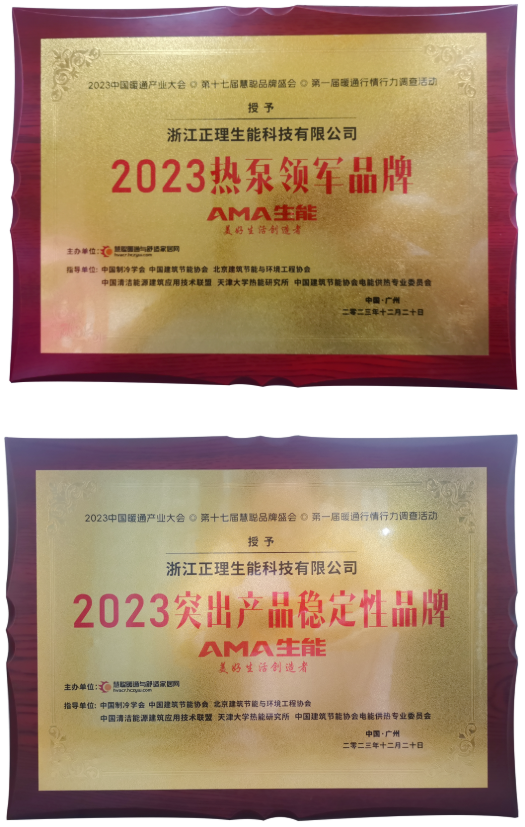 2023中国暖通产业大会 ◎ 第十七届慧聪品牌盛会 ◎ 第一届暖通行情行力调查活动
授予
浙江正理生能科技有限公司
2023热泵领军品牌
AMA生能
美好生活创造者
主办单位: 慧聪暖通与舒适家居网
hvacr.hc360.com
指导单位: 中国制冷学会 中国建筑节能协会 北京建筑节能与环境工程协会
中国清洁能源建筑应用技术联盟 天津大学热能研究所 中国建筑节能协会电能供热专业委员会
中国·广州
二零二三年十二月二十日
2023中国暖通产业大会 ◎ 第十七届慧聪品牌盛会 ◎ 第一届暖通行情行力调查活动
授予
浙江正理生能科技有限公司
2023突出产品稳定性品牌
AMA生能
美好生活创造者
主办单位: 慧聪暖通与舒适家居网
hvacr.hc360.com
指导单位: 中国制冷学会 中国建筑节能协会 北京建筑节能与环境工程协会
中国清洁能源建筑应用技术联盟 天津大学热能研究所 中国建筑节能协会电能供热专业委员会
中国·广州
二零二三年十二月二十日